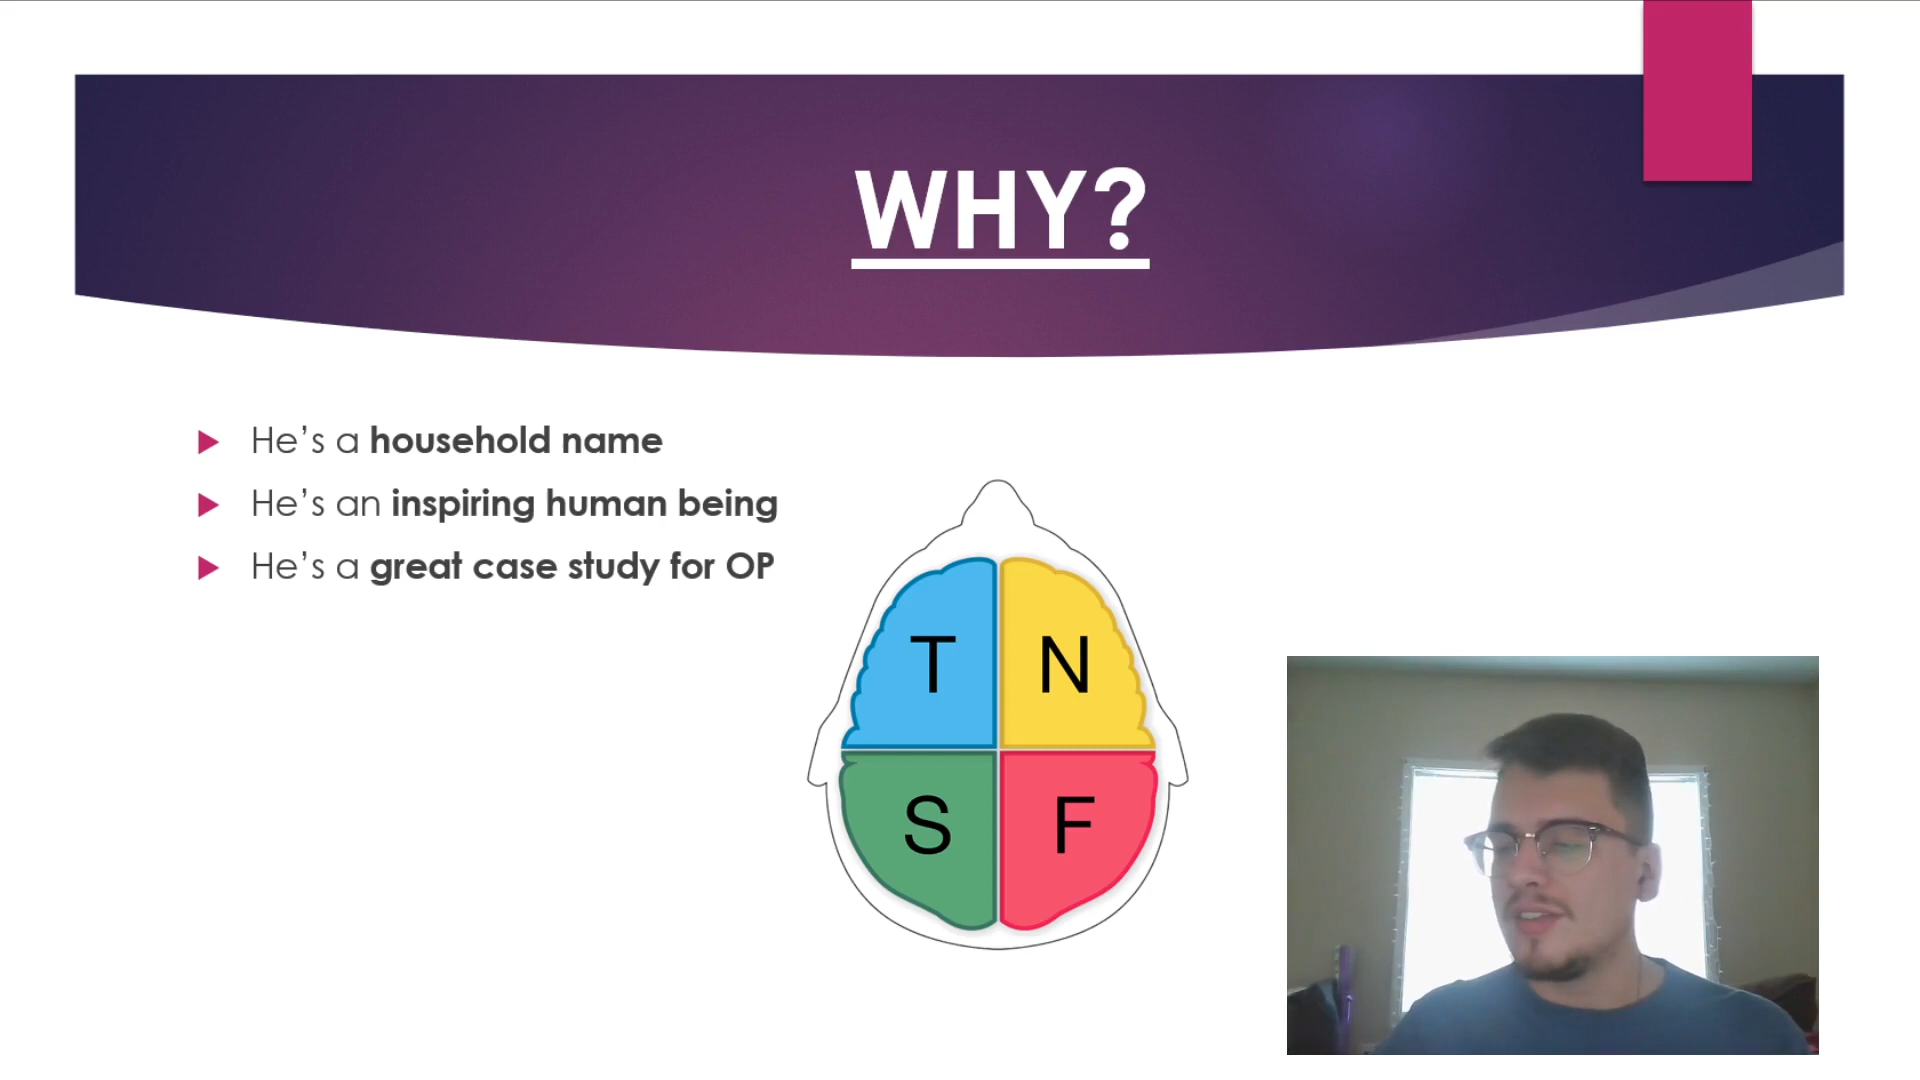 WHY?
He’s a household name
He’s an inspiring human being
He’s a great case study for OP
T N
S F